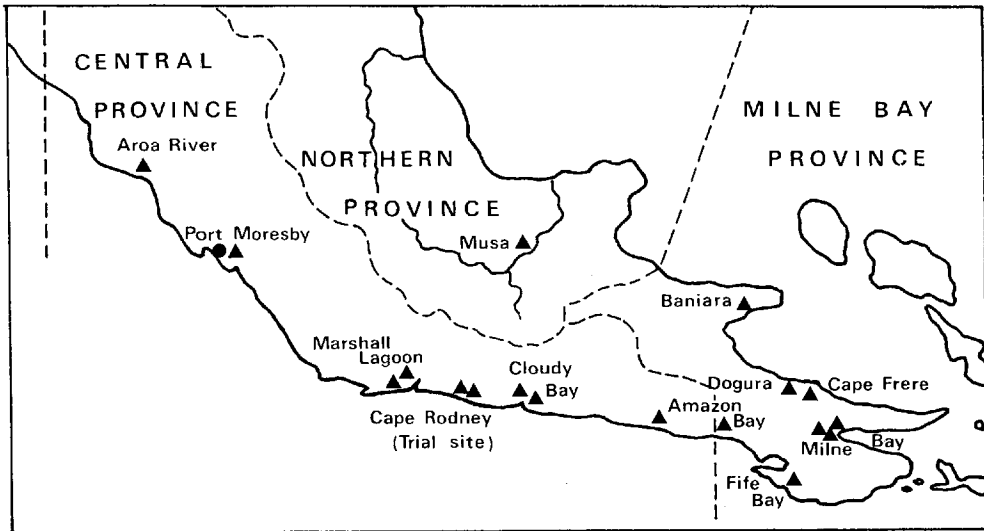 CENTRAL
PROVINCE
Aroa River
Port Moresby
NORTHERN
PROVINCE
Musa
MILNE BAY
PROVINCE
Baniara
Marshall
Lagoon
Cape Rodney
(Trial site)
Cloudy
Bay
Amazon
Bay
Dogura
Cape Frere
Milne Bay
Fife
Bay